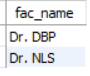 fac_name
Dr. DBP
Dr. NLS